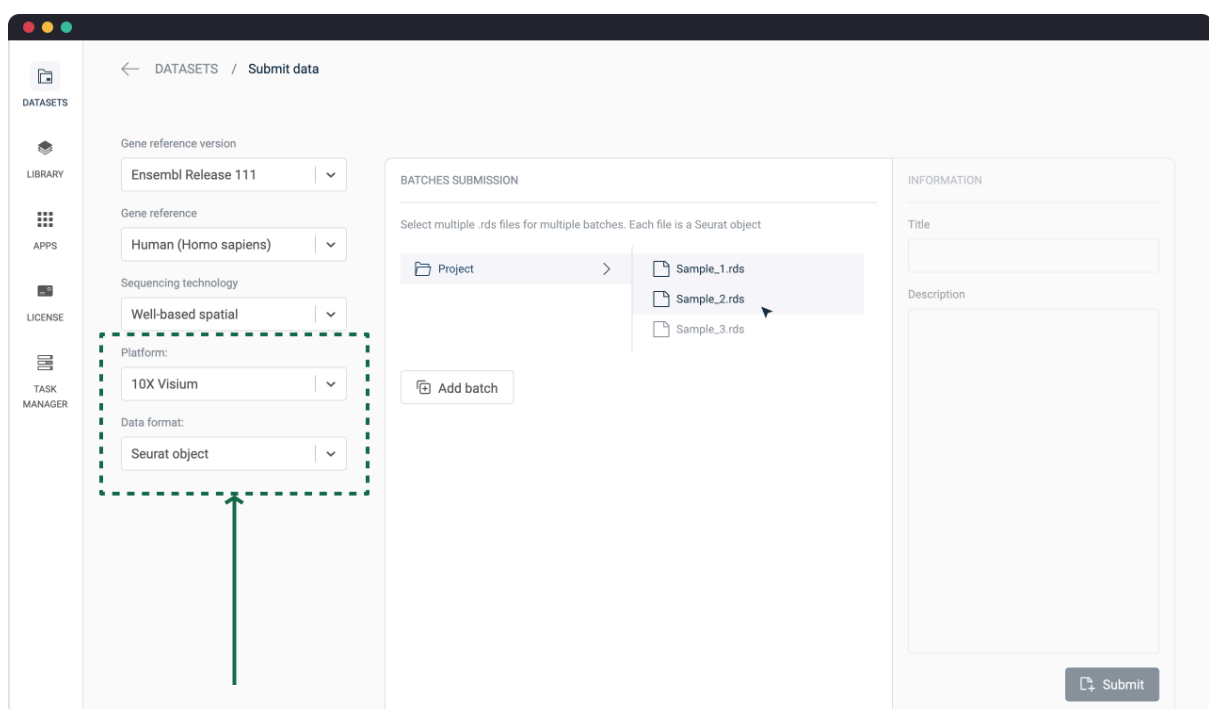 DATASETS / Submit data
DATASETS
LIBRARY
APPS
LICENSE
TASK
MANAGER
Gene reference version
Ensembl Release 111
Gene reference
Human (Homo sapiens)
Sequencing technology
Well-based spatial
Platform:
10X Visium
Data format:
Seurat object
BATCHES SUBMISSION
Select multiple .rds files for multiple batches. Each file is a Seurat object
Project
Sample_1.rds
Sample_2.rds
Sample_3.rds
Add batch
INFORMATION
Title
Description
Submit